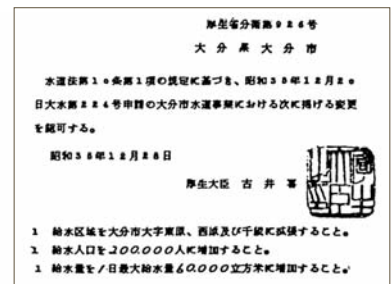 厚生省分衛第926号
大分県大分市
水道法第10条第1項の規定に基づき、昭和35年12月20
日大水第224号申請の大分市水道事業における次に掲げる変更
を認可する。
昭和35年12月28日
厚生大臣 古井喜
1 給水区域を大分市大字東原、西浜及び千歳に拡張すること。
2 給水人口を200.000人に増加すること。
3 給水量を1日最大給水量60.000立方米に増加すること。